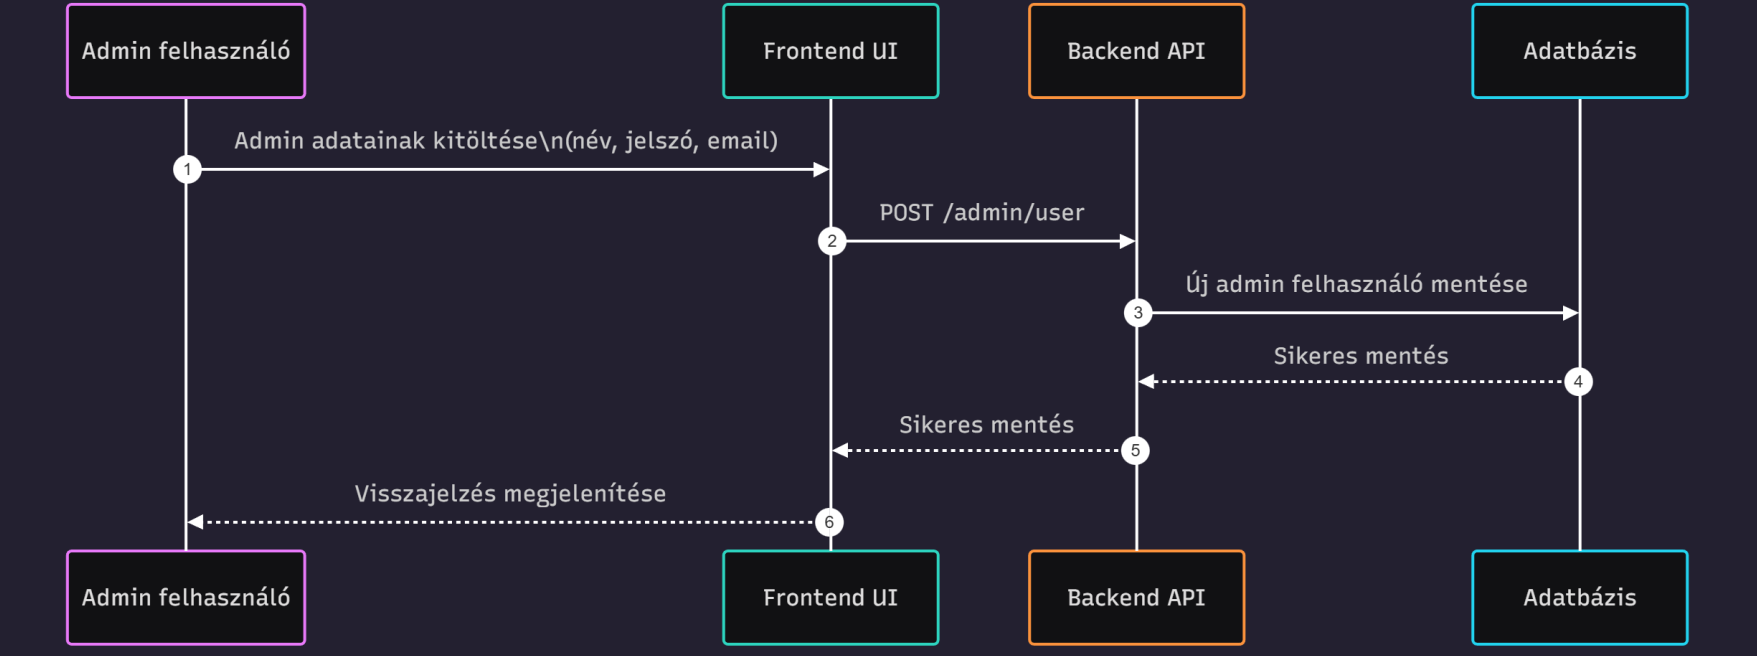 Admin felhasználó
Frontend UI
Backend API
Adatbázis
Admin adatainak kitöltése\n(név, jelszó, email)
1
POST /admin/user
2
Új admin felhasználó mentése
3
Sikeres mentés
4
Sikeres mentés
5
Visszajelzés megjelenítése
6
Admin felhasználó
Frontend UI
Backend API
Adatbázis